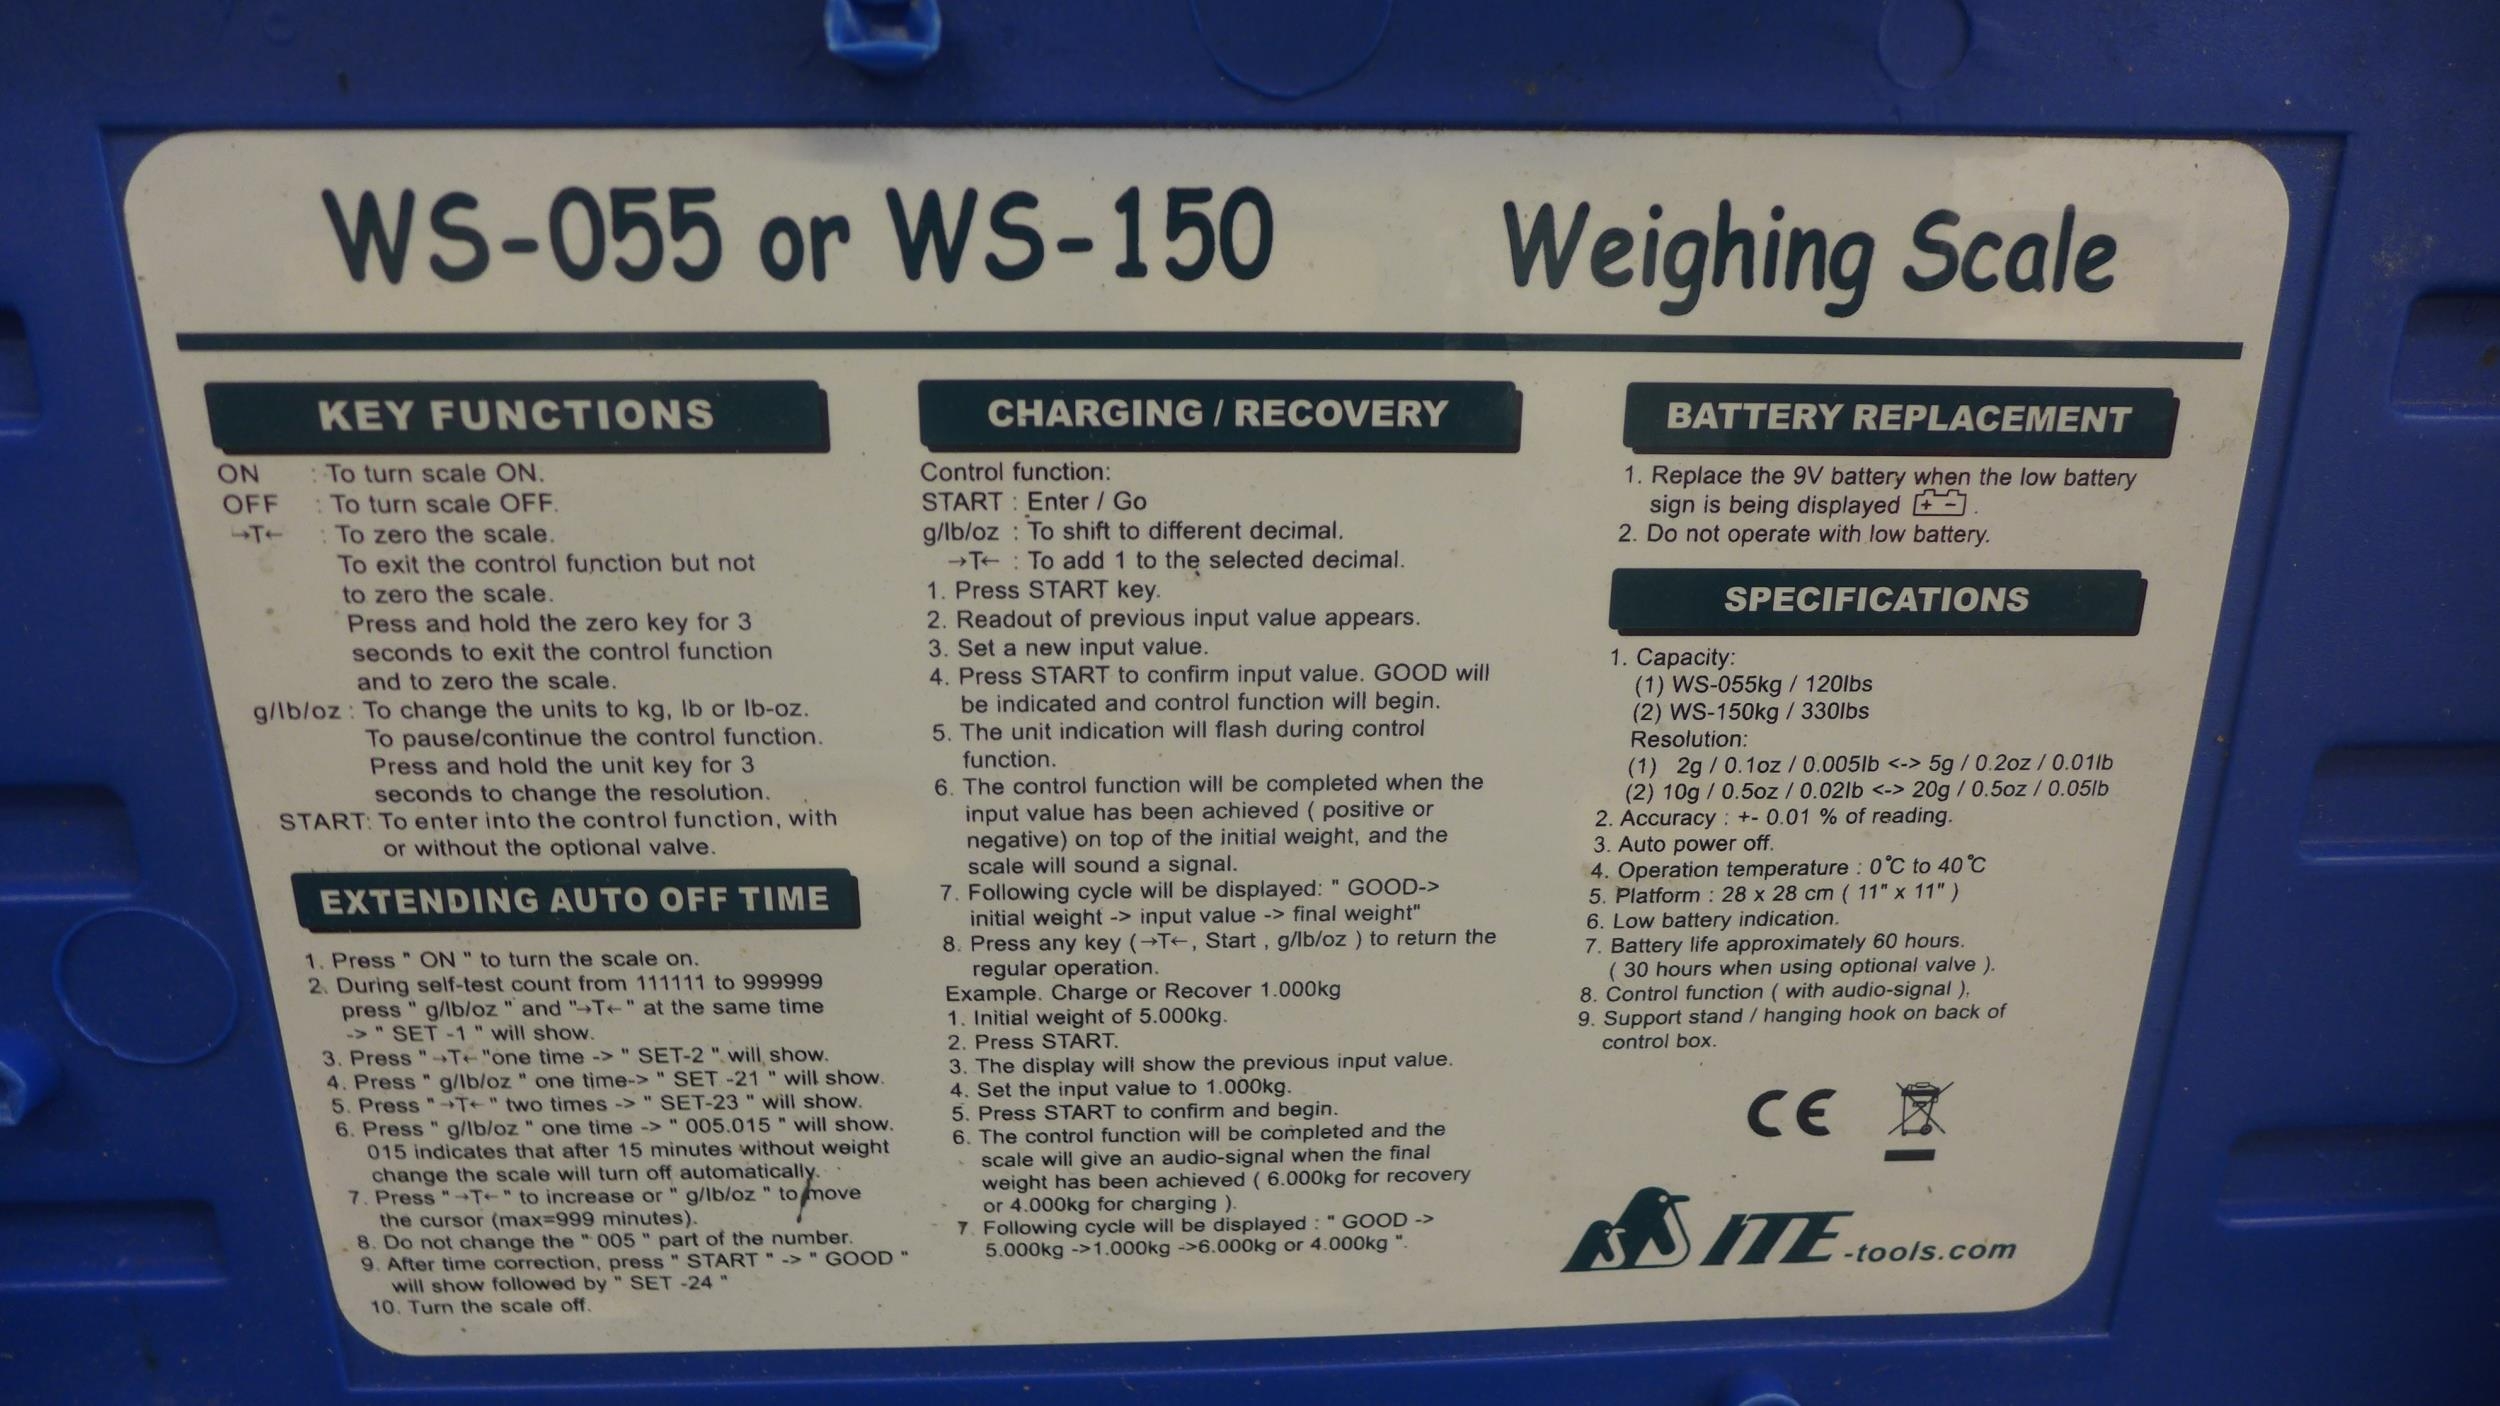 WS-055 or WS-150 Weighing Scale
KEY FUNCTIONS
ON : To turn scale ON.
OFF : To turn scale OFF.
→T← : To zero the scale.
To exit the control function but not
to zero the scale.
Press and hold the zero key for 3
seconds to exit the control function
and to zero the scale.
g/lb/oz : To change the units to kg, lb or lb-oz.
To pause/continue the control function.
Press and hold the unit key for 3
seconds to change the resolution.
START: To enter into the control function, with
or without the optional valve.
EXTENDING AUTO OFF TIME
1. Press " ON " to turn the scale on.
2. During self-test count from 111111 to 999999
press " g/lb/oz " and "→T← " at the same time
-> " SET -1 " will show.
3. Press " →T← "one time -> " SET-2 " will show.
4. Press " g/lb/oz " one time-> " SET -21 " will show.
5. Press " →T← " two times -> " SET-23 " will show.
6. Press " g/lb/oz " one time -> " 005.015 " will show.
015 indicates that after 15 minutes without weight
change the scale will turn off automatically.
7. Press " →T← " to increase or " g/lb/oz " to move
the cursor (max=999 minutes).
8. Do not change the " 005 " part of the number.
9. After time correction, press " START " -> " GOOD "
will show followed by " SET -24 "
10. Turn the scale off.
CHARGING / RECOVERY
Control function:
START : Enter / Go
g/lb/oz : To shift to different decimal.
→T← : To add 1 to the selected decimal.
1. Press START key.
2. Readout of previous input value appears.
3. Set a new input value.
4. Press START to confirm input value. GOOD will
be indicated and control function will begin.
5. The unit indication will flash during control
function.
6. The control function will be completed when the
input value has been achieved ( positive or
negative) on top of the initial weight, and the
scale will sound a signal.
7. Following cycle will be displayed: " GOOD->
initial weight -> input value -> final weight"
8. Press any key (→T←, Start , g/lb/oz ) to return the
regular operation.
Example. Charge or Recover 1.000kg
1. Initial weight of 5.000kg.
2. Press START.
3. The display will show the previous input value.
4. Set the input value to 1.000kg.
5. Press START to confirm and begin.
6. The control function will be completed and the
scale will give an audio-signal when the final
weight has been achieved ( 6.000kg for recovery
or 4.000kg for charging ).
7. Following cycle will be displayed : " GOOD ->
5.000kg ->1.000kg ->6.000kg or 4.000kg ".
BATTERY REPLACEMENT
1. Replace the 9V battery when the low battery
sign is being displayed + - .
2. Do not operate with low battery.
SPECIFICATIONS
1. Capacity:
(1) WS-055kg / 120lbs
(2) WS-150kg / 330lbs
Resolution:
(1) 2g / 0.1oz / 0.005lb <-> 5g / 0.2oz / 0.01lb
(2) 10g / 0.5oz / 0.02lb <-> 20g / 0.5oz / 0.05lb
2. Accuracy : +- 0.01 % of reading.
3. Auto power off.
4. Operation temperature : 0°C to 40°C
5. Platform : 28 x 28 cm ( 11" x 11" )
6. Low battery indication.
7. Battery life approximately 60 hours.
( 30 hours when using optional valve ).
8. Control function ( with audio-signal ).
9. Support stand / hanging hook on back of
control box.
CE
ITE-tools.com